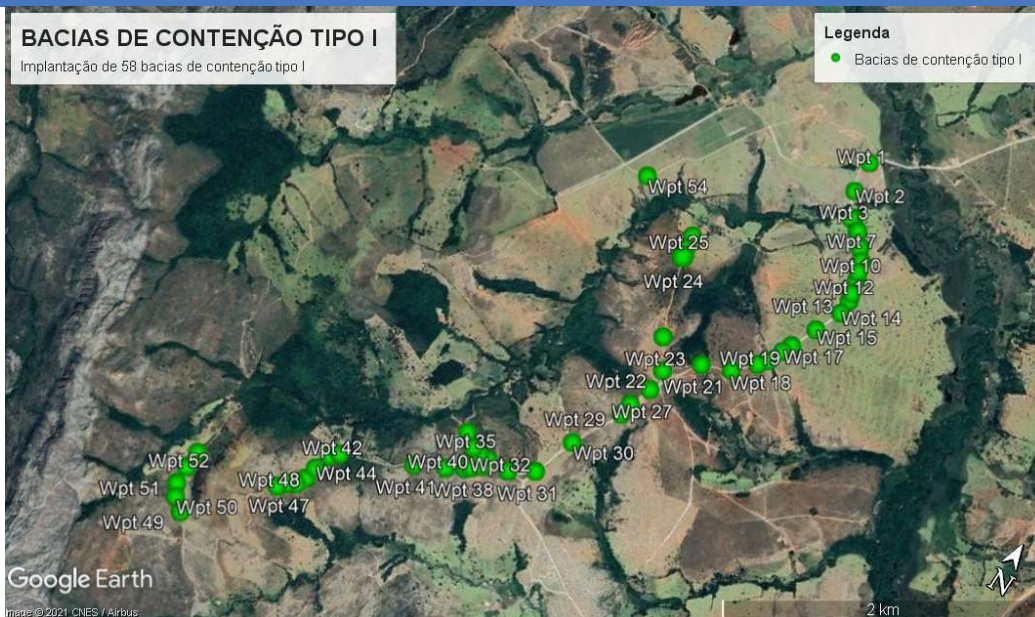 BACIAS DE CONTENÇÃO TIPO I
Implantação de 58 bacias de contenção tipo I
Legenda
Bacias de contenção tipo I
Wpt 1
Wpt 54
Wpt 2
Wpt 3
Wpt 25
Wpt 7
Wpt 24
Wpt 10
Wpt 12
Wpt 13
Wpt 14
Wpt 15
Wpt 23
Wpt 19
Wpt 17
Wpt 22
Wpt 21
Wpt 18
Wpt 29
Wpt 27
Wpt 35
Wpt 42
Wpt 30
Wpt 52
Wpt 44
Wpt 40
Wpt 32
Wpt 48
Wpt 41
Wpt 38
Wpt 31
Wpt 51
Wpt 47
Wpt 50
Wpt 49
Google Earth
N
Image © 2021 CNES / Airbus
2 km